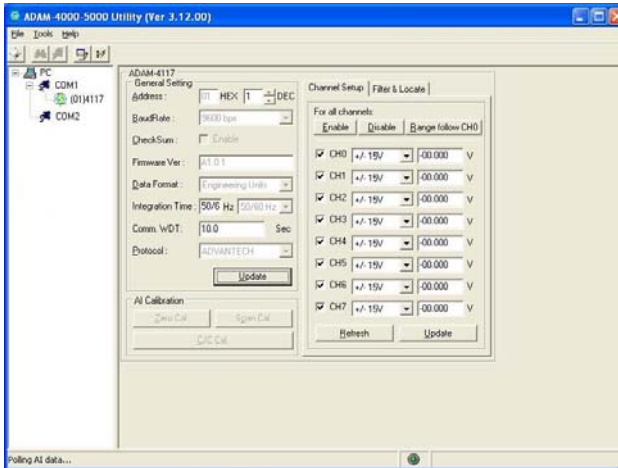 ADAM-4000-5000 Utility (Ver 3.12.00)
File Tools Help
PC
COM1
(01)4117
COM2
ADAM-4117
General Setting
Address : 01 HEX 1 DEC
BaudRate : 9600 bps
CheckSum : Enable
Firmware Ver : A1.01
Data Format : Engineering Units
Integration Time : 50/6 Hz 50/60 Hz
Comm. WDT: 10.0 Sec
Protocol : ADVANTECH
Update
AI Calibration
Zero Cal. Span Cal.
CJC Cal.
Channel Setup Filter & Locate
For all channels:
Enable Disable Range follow CH0
CH0 +/- 15V -00.000 V
CH1 +/- 15V -00.000 V
CH2 +/- 15V -00.000 V
CH3 +/- 15V -00.000 V
CH4 +/- 15V -00.000 V
CH5 +/- 15V -00.000 V
CH6 +/- 15V -00.000 V
CH7 +/- 15V -00.000 V
Refresh Update
Polling AI data...